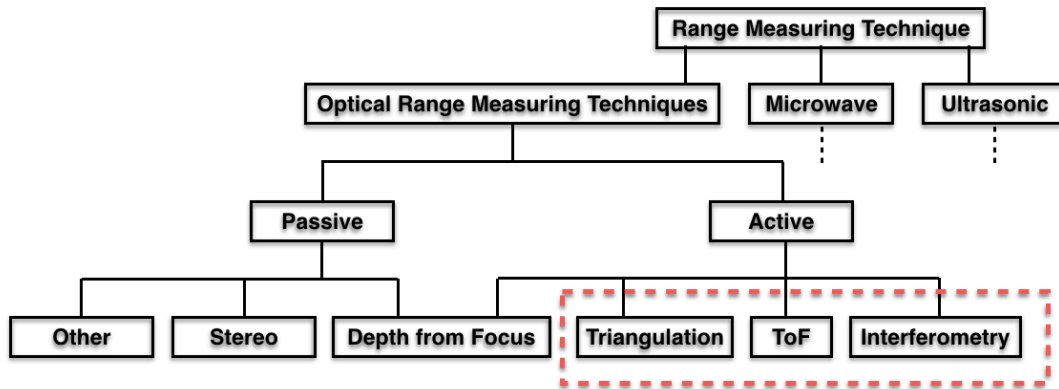 Range Measuring Technique
Optical Range Measuring Techniques
Microwave
Ultrasonic
Passive
Active
Other
Stereo
Depth from Focus
Triangulation
ToF
Interferometry